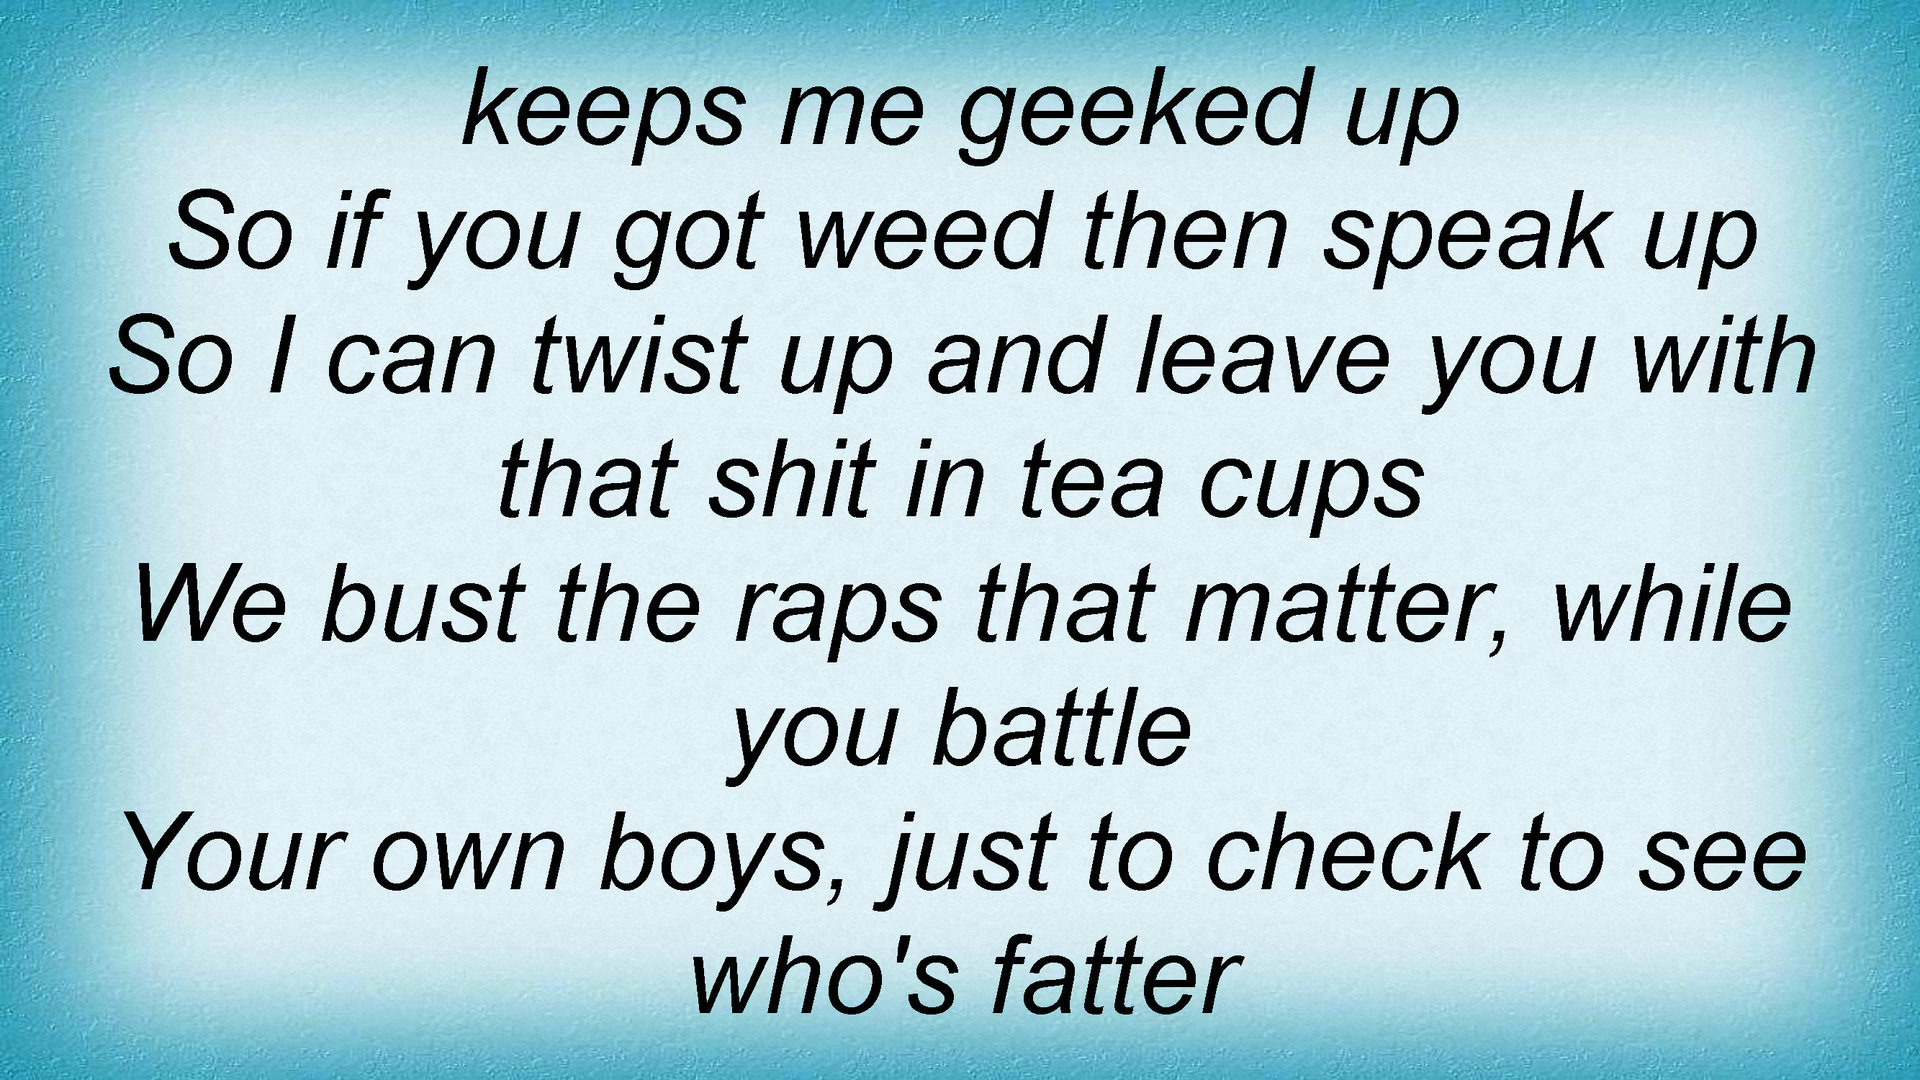 keeps me geeked up
So if you got weed then speak up
So I can twist up and leave you with
that shit in tea cups
We bust the raps that matter, while
you battle
Your own boys, just to check to see
who's fatter